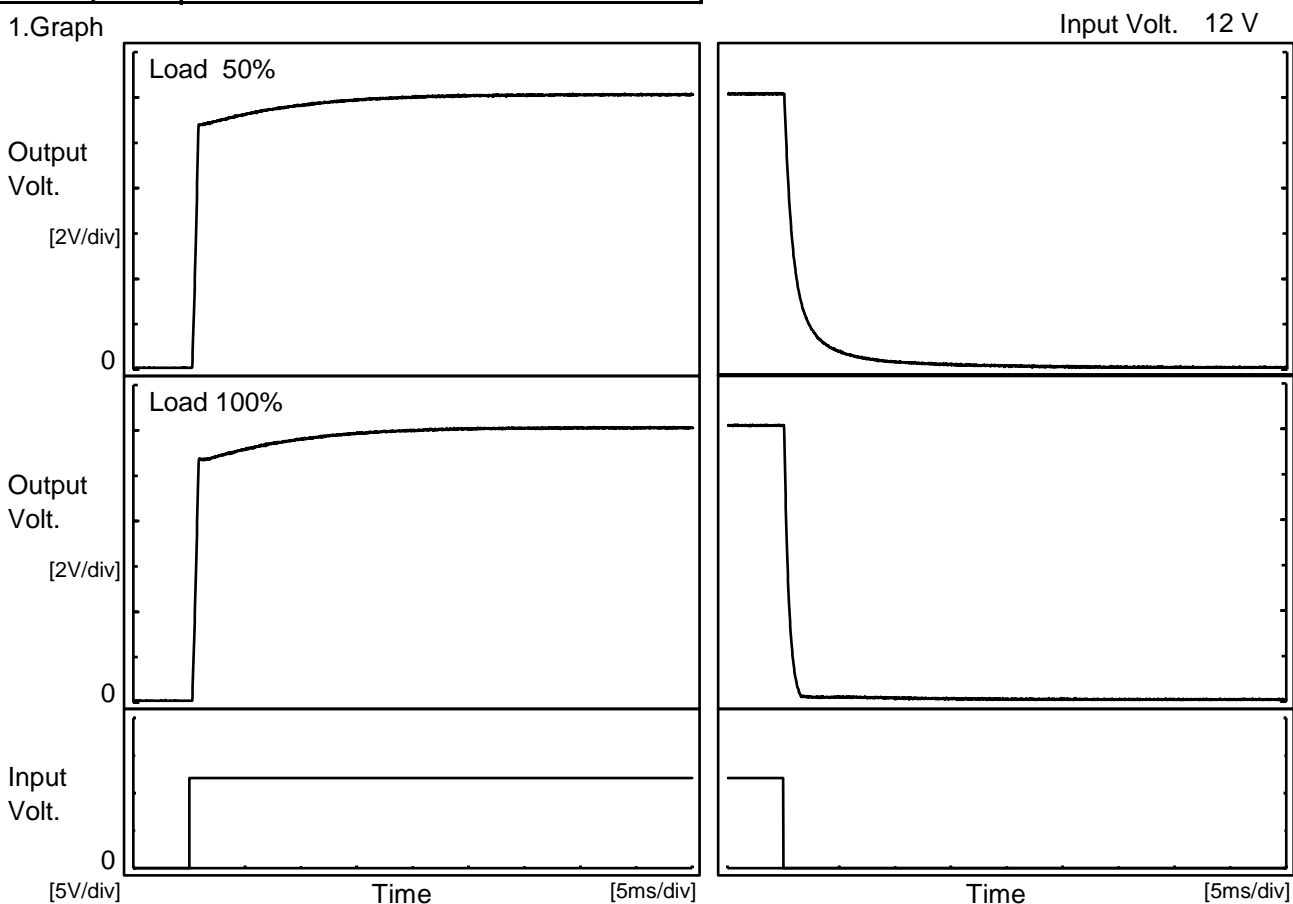 1.Graph
Input Volt. 12 V
Load 50%
Output
Volt.
[2V/div]
0
Load 100%
Output
Volt.
[2V/div]
0
Input
Volt.
0
[5V/div]
Time
[5ms/div]
Time
[5ms/div]